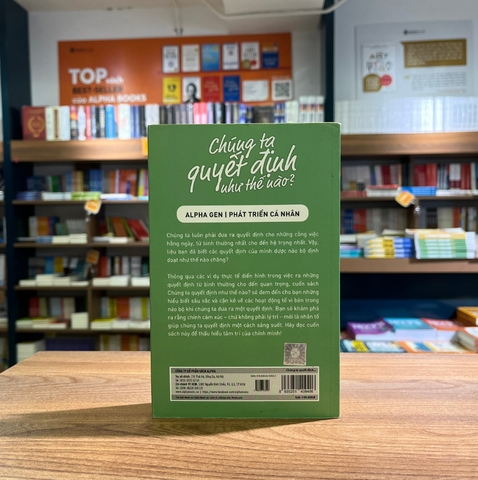 TOP sách
BEST-SELLER
của ALPHA BOOKS
Chúng ta
quyết định
như thế nào?
ALPHA GEN | PHÁT TRIỂN CÁ NHÂN
Chúng ta luôn phải đưa ra quyết định cho những công việc
hằng ngày, từ bình thường nhất cho đến hệ trọng nhất. Vậy,
liệu bạn đã biết các quyết định của mình được não bộ định
đoạt như thế nào chăng?
Thông qua các ví dụ thực tế điển hình trong việc ra những
quyết định từ bình thường cho đến quan trọng, cuốn sách
Chúng ta quyết định như thế nào? sẽ đem đến cho bạn những
hiểu biết sâu sắc và cặn kẽ về các hoạt động tế vi bên trong
não bộ khi chúng ta đưa ra một quyết định. Bạn sẽ khám phá
ra rằng chính cảm xúc – chứ không phải lý trí – mới là nhân tố
giúp chúng ta quyết định một cách sáng suốt. Hãy đọc cuốn
sách này để thấu hiểu tâm trí của chính mình!
CÔNG TY CỔ PHẦN SÁCH ALPHA
Chúng ta quyết định